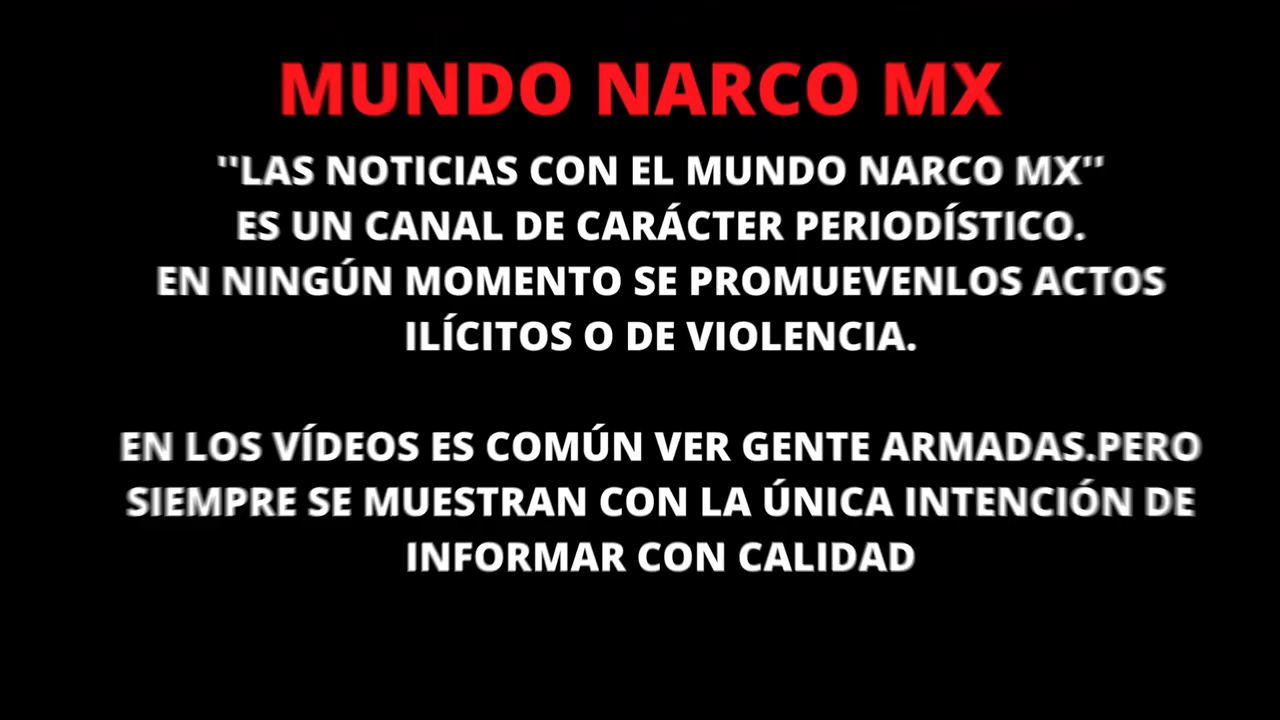 MUNDO NARCO MX
''LAS NOTICIAS CON EL MUNDO NARCO MX''
ES UN CANAL DE CARÁCTER PERIODÍSTICO.
EN NINGÚN MOMENTO SE PROMUEVENLOS ACTOS
ILÍCITOS O DE VIOLENCIA.
EN LOS VÍDEOS ES COMÚN VER GENTE ARMADAS.PERO
SIEMPRE SE MUESTRAN CON LA ÚNICA INTENCIÓN DE
INFORMAR CON CALIDAD